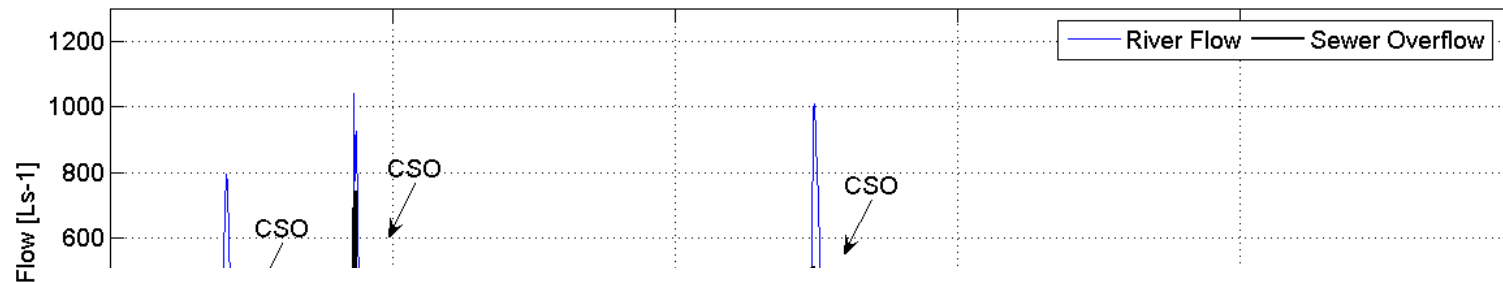 1200
River Flow Sewer Overflow
1000
800
CSO
CSO
CSO
600
Flow [Ls-1]